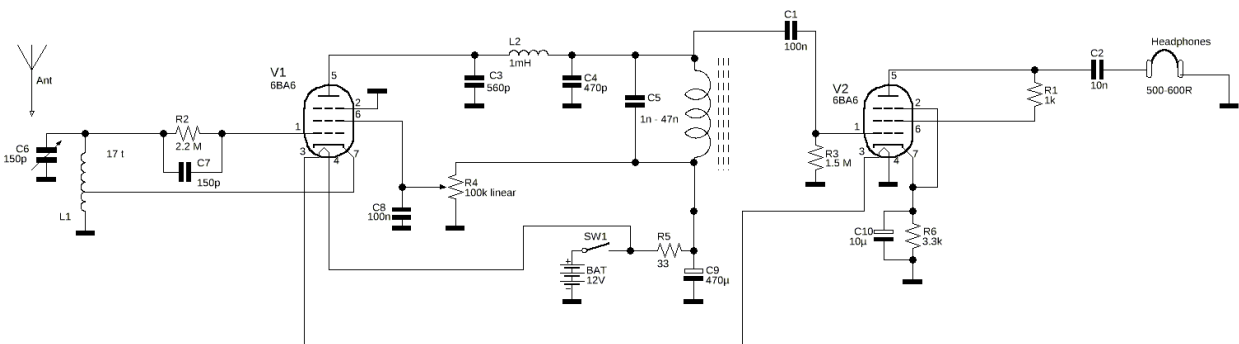 Ant
C6
150p
17 t
L1
R2
2.2 M
C7
150p
V1
6BA6
5
2
6
1
3
4
7
C3
560p
L2
1mH
C4
470p
C5
1n - 47n
R4
100k linear
C8
100n
SW1
BAT
12V
+
−
R5
33
C9
470µ
C1
100n
R3
1.5 M
V2
6BA6
5
2
6
1
3
4
7
C10
10µ
R6
3.3k
R1
1k
C2
10n
Headphones
500-600R